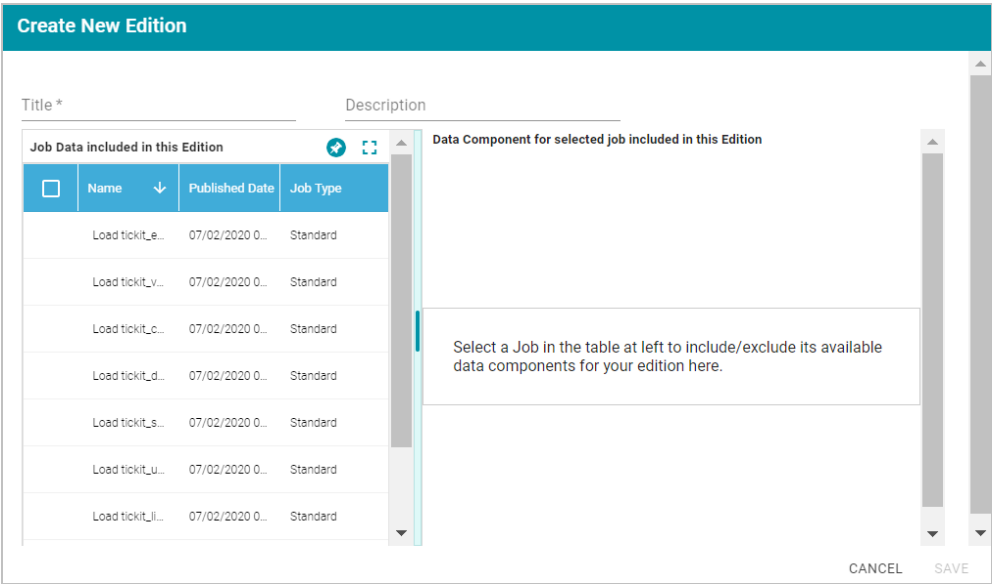 Create New Edition
Title * Description
Job Data included in this Edition
Data Component for selected job included in this Edition
Name Published Date Job Type
Load tickit_e... 07/02/2020 0... Standard
Load tickit_v... 07/02/2020 0... Standard
Load tickit_c... 07/02/2020 0... Standard
Load tickit_d... 07/02/2020 0... Standard
Load tickit_s... 07/02/2020 0... Standard
Load tickit_u... 07/02/2020 0... Standard
Load tickit_li... 07/02/2020 0... Standard
Select a Job in the table at left to include/exclude its available
data components for your edition here.
CANCEL SAVE